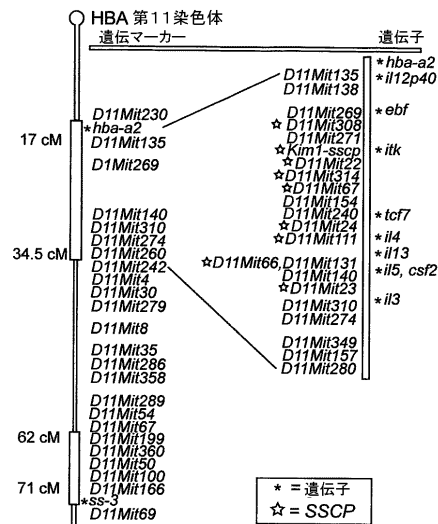 HBA 第11染色体
遺伝マーカー
遺伝子
17 cM
34.5 cM
62 cM
71 cM
D11Mit230
*hba-a2
D11Mit135
D1Mit269
D11Mit140
D11Mit310
D11Mit274
D11Mit260
D11Mit242
D11Mit4
D11Mit30
D11Mit279
D11Mit8
D11Mit35
D11Mit286
D11Mit358
D11Mit289
D11Mit54
D11Mit67
D11Mit199
D11Mit360
D11Mit50
D11Mit100
D11Mit166
*ss-3
D11Mit69
D11Mit135
D11Mit138
D11Mit269
☆D11Mit308
D11Mit271
☆Kim1-sscp
☆D11Mit22
☆D11Mit314
☆D11Mit67
D11Mit154
D11Mit240
☆D11Mit24
☆D11Mit111
☆D11Mit66,D11Mit131
D11Mit140
☆D11Mit23
D11Mit310
D11Mit274
D11Mit349
D11Mit157
D11Mit280
*hba-a2
*il12p40
*ebf
*itk
*tcf7
*il4
*il13
*il5, csf2
*il3
* = 遺伝子
☆ = SSCP